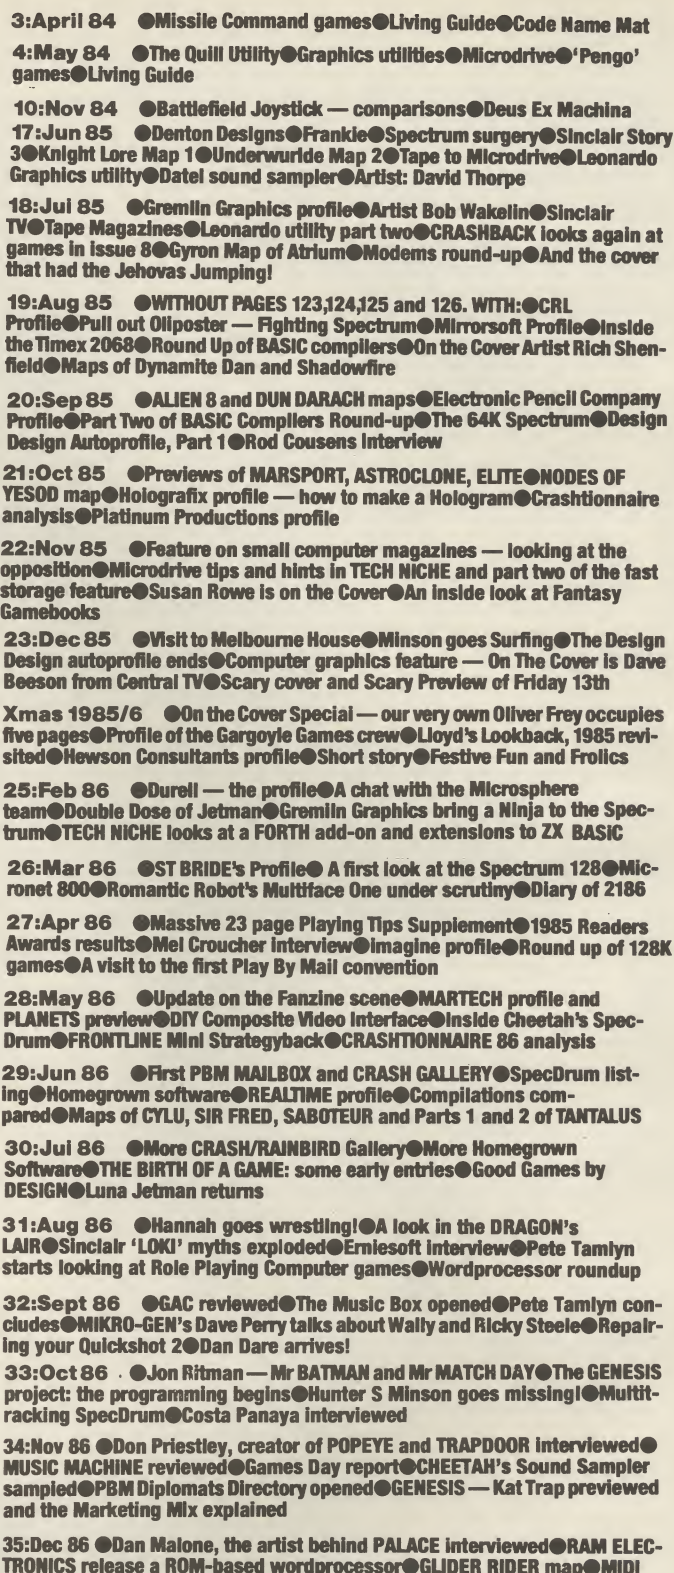 3:April 84 ●Missile Command games●Living Guide●Code Name Mat
4:May 84 ●The Quill Utility●Graphics utilities●Microdrive●'Pengo'
games●Living Guide
10:Nov 84 ●Battlefield Joystick — comparisons●Deus Ex Machina
17:Jun 85 ●Denton Designs●Frankie●Spectrum surgery●Sinclair Story
3●Knight Lore Map 1●Underwurlde Map 2●Tape to Microdrive●Leonardo
Graphics utility●Datel sound sampler●Artist: David Thorpe
18:Jul 85 ●Gremlin Graphics profile●Artist Bob Wakelin●Sinclair
TV●Tape Magazines●Leonardo utility part two●CRASHBACK looks again at
games in issue 8●Gyron Map of Atrium●Modems round-up●And the cover
that had the Jehovas Jumping!
19:Aug 85 ●WITHOUT PAGES 123,124,125 and 126. WITH:●CRL
Profile●Pull out Oliposter — Fighting Spectrum●Mirrorsoft Profile●Inside
the Timex 2068●Round Up of BASIC compilers●On the Cover Artist Rich Shen-
field●Maps of Dynamite Dan and Shadowfire
20:Sep 85 ●ALIEN 8 and DUN DARACH maps●Electronic Pencil Company
Profile●Part Two of BASIC Compilers Round-up●The 64K Spectrum●Design
Design Autoprofile, Part 1●Rod Cousens Interview
21:Oct 85 ●Previews of MARSPORT, ASTROCLONE, ELITE●NODES OF
YESOD map●Holografix profile — how to make a Hologram●Crashtionnaire
analysis●Platinum Productions profile
22:Nov 85 ●Feature on small computer magazines — looking at the
opposition●Microdrive tips and hints in TECH NICHE and part two of the fast
storage feature●Susan Rowe is on the Cover●An inside look at Fantasy
Gamebooks
23:Dec 85 ●Visit to Melbourne House●Minson goes Surfing●The Design
Design autoprofile ends●Computer graphics feature — On The Cover is Dave
Beeson from Central TV●Scary cover and Scary Preview of Friday 13th
Xmas 1985/6 ●On the Cover Special — our very own Oliver Frey occupies
five pages●Profile of the Gargoyle Games crew●Lloyd's Lookback, 1985 revi-
sited●Hewson Consultants profile●Short story●Festive Fun and Frolics
25:Feb 86 ●Durell — the profile●A chat with the Microsphere
team●Double Dose of Jetman●Gremlin Graphics bring a Ninja to the Spec-
trum●TECH NICHE looks at a FORTH add-on and extensions to ZX BASIC
26:Mar 86 ●ST BRIDE's Profile● A first look at the Spectrum 128●Mic-
ronet 800●Romantic Robot's Multiface One under scrutiny●Diary of 2186
27:Apr 86 ●Massive 23 page Playing Tips Supplement●1985 Readers
Awards results●Mel Croucher interview●Imagine profile●Round up of 128K
games●A visit to the first Play By Mail convention
28:May 86 ●Update on the Fanzine scene●MARTECH profile and
PLANETS preview●DIY Composite Video Interface●Inside Cheetah's Spec-
Drum●FRONTLINE Mini Strategyback●CRASHTIONNAIRE 86 analysis
29:Jun 86 ●First PBM MAILBOX and CRASH GALLERY●SpecDrum list-
ing●Homegrown software●REALTIME profile●Compilations com-
pared●Maps of CYLU, SIR FRED, SABOTEUR and Parts 1 and 2 of TANTALUS
30:Jul 86 ●More CRASH/RAINBIRD Gallery●More Homegrown
Software●THE BIRTH OF A GAME: some early entries●Good Games by
DESIGN●Luna Jetman returns
31:Aug 86 ●Hannah goes wrestling!●A look in the DRAGON's
LAIR●Sinclair 'LOKI' myths exploded●Erniesoft interview●Pete Tamlyn
starts looking at Role Playing Computer games●Wordprocessor roundup
32:Sept 86 ●GAC reviewed●The Music Box opened●Pete Tamlyn con-
cludes●MIKRO-GEN's Dave Perry talks about Wally and Ricky Steele●Repair-
ing your Quickshot 2●Dan Dare arrives!
33:Oct 86 ●Jon Ritman — Mr BATMAN and Mr MATCH DAY●The GENESIS
project: the programming begins●Hunter S Minson goes missing!●Multit-
racking SpecDrum●Costa Panaya interviewed
34:Nov 86 ●Don Priestley, creator of POPEYE and TRAPDOOR interviewed●
MUSIC MACHINE reviewed●Games Day report●CHEETAH's Sound Sampler
sampled●PBM Diplomats Directory opened●GENESIS — Kat Trap previewed
and the Marketing Mix explained
35:Dec 86 ●Dan Malone, the artist behind PALACE interviewed●RAM ELEC-
TRONICS release a ROM-based wordprocessor●GLIDER RIDER map●MIDI